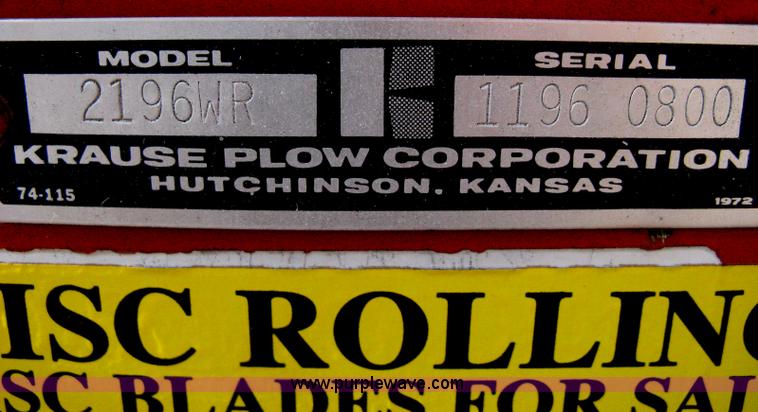 MODEL SERIAL
2196WR 1196 0800
KRAUSE PLOW CORPORATION
HUTCHINSON, KANSAS
74-115 1972
ISC ROLLIN
SC BLADES FOR SAL
www.purplewave.com